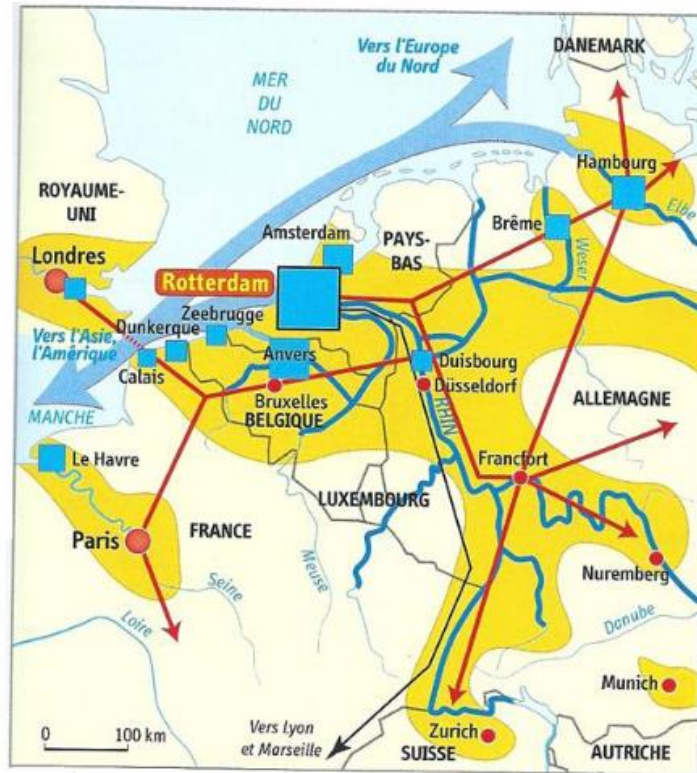 Vers l'Europe
du Nord
DANEMARK
MER
DU
NORD
Hambourg
Elbe
ROYAUME-
UNI
Londres
Amsterdam
PAYS-
BAS
Brême
Weser
Rotterdam
Zeebrugge
Dunkerque
Vers l'Asie,
l'Amérique
Calais
Anvers
Duisbourg
Düsseldorf
MANCHE
Bruxelles
BELGIQUE
RHIN
ALLEMAGNE
Le Havre
Francfort
LUXEMBOURG
Paris
FRANCE
Meuse
Seine
Nuremberg
Loire
Danube
Munich
0
100 km
Vers Lyon
et Marseille
Zurich
SUISSE
AUTRICHE